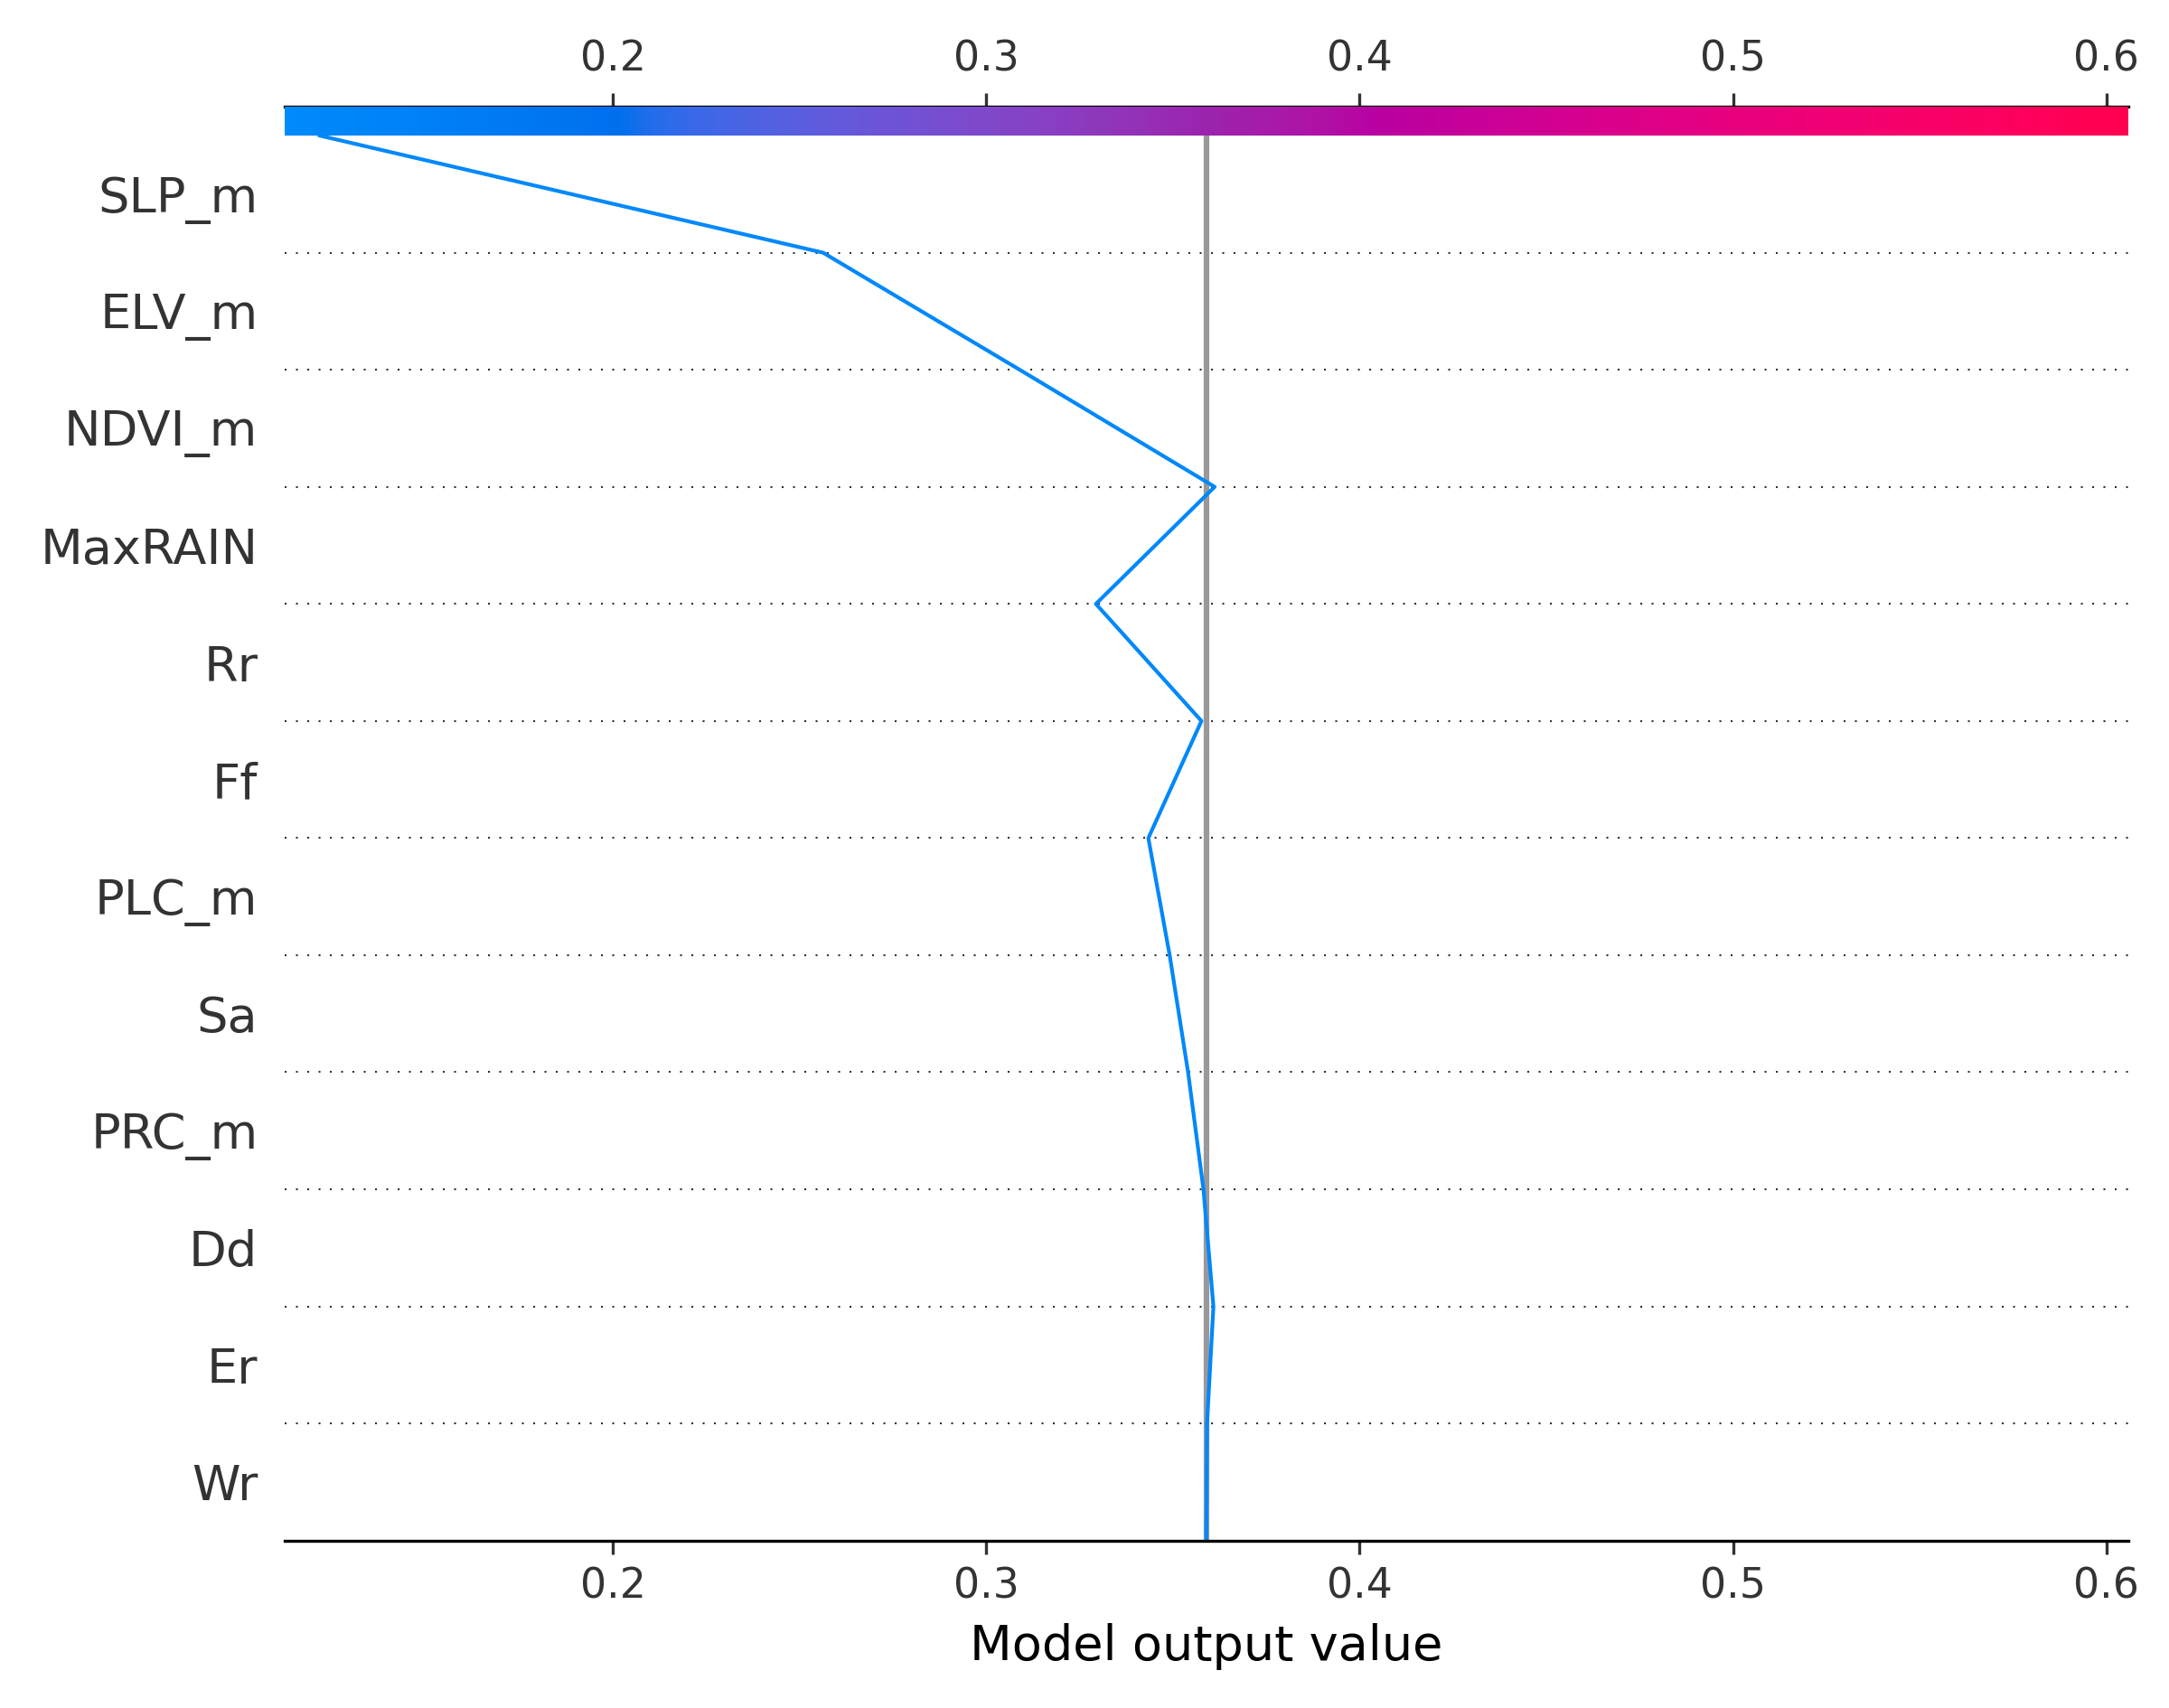 0.2 0.3 0.4 0.5 0.6
SLP_m
ELV_m
NDVI_m
MaxRAIN
Rr
Ff
PLC_m
Sa
PRC_m
Dd
Er
Wr
0.2 0.3 0.4 0.5 0.6
Model output value